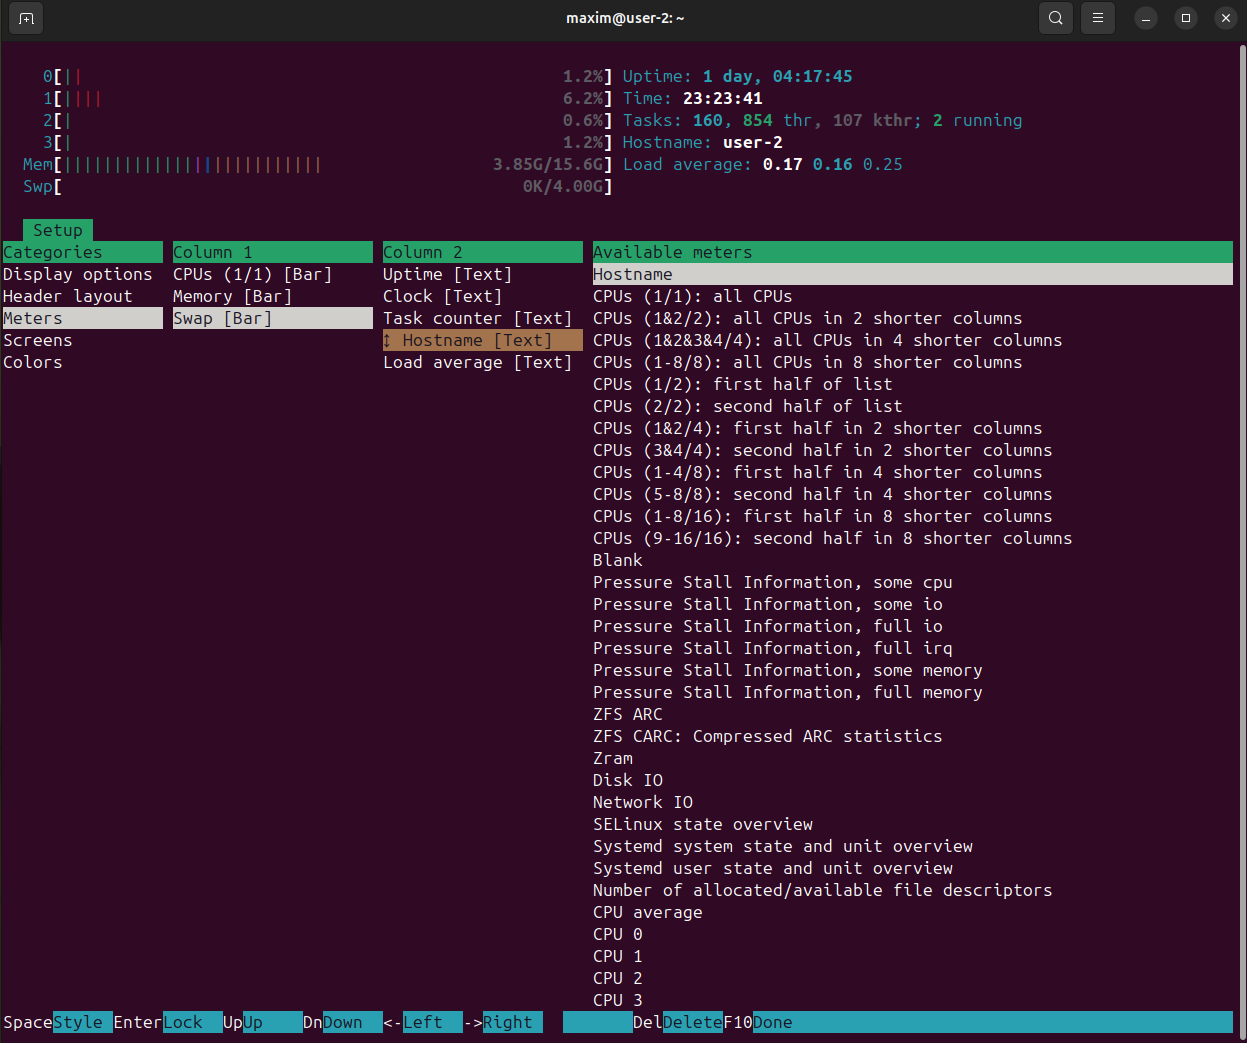 maxim@user-2: ~
0[|| 1.2%] Uptime: 1 day, 04:17:45
1[|||| 6.2%] Time: 23:23:41
2[| 0.6%] Tasks: 160, 854 thr, 107 kthr; 2 running
3[| 1.2%] Hostname: user-2
Mem[|||||||||||||||||||||||||| 3.85G/15.6G] Load average: 0.17 0.16 0.25
Swp[ 0K/4.00G]
Setup
Categories Column 1 Column 2 Available meters
Display options CPUs (1/1) [Bar] Uptime [Text] Hostname
Header layout Memory [Bar] Clock [Text] CPUs (1/1): all CPUs
Meters Swap [Bar] Task counter [Text] CPUs (1&2/2): all CPUs in 2 shorter columns
Screens ↕ Hostname [Text] CPUs (1&2&3&4/4): all CPUs in 4 shorter columns
Colors Load average [Text] CPUs (1-8/8): all CPUs in 8 shorter columns
CPUs (1/2): first half of list
CPUs (2/2): second half of list
CPUs (1&2/4): first half in 2 shorter columns
CPUs (3&4/4): second half in 2 shorter columns
CPUs (1-4/8): first half in 4 shorter columns
CPUs (5-8/8): second half in 4 shorter columns
CPUs (1-8/16): first half in 8 shorter columns
CPUs (9-16/16): second half in 8 shorter columns
Blank
Pressure Stall Information, some cpu
Pressure Stall Information, some io
Pressure Stall Information, full io
Pressure Stall Information, full irq
Pressure Stall Information, some memory
Pressure Stall Information, full memory
ZFS ARC
ZFS CARC: Compressed ARC statistics
Zram
Disk IO
Network IO
SELinux state overview
Systemd system state and unit overview
Systemd user state and unit overview
Number of allocated/available file descriptors
CPU average
CPU 0
CPU 1
CPU 2
CPU 3
SpaceStyle EnterLock UpUp DnDown <-Left ->Right DelDeleteF10Done